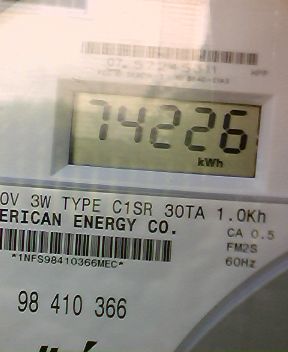 74226
kWh
0V 3W TYPE C1SR 30TA 1.0Kh
ERICAN ENERGY CO.
CA 0.5
FM2S
*1NFS98410366MEC*
60Hz
98 410 366